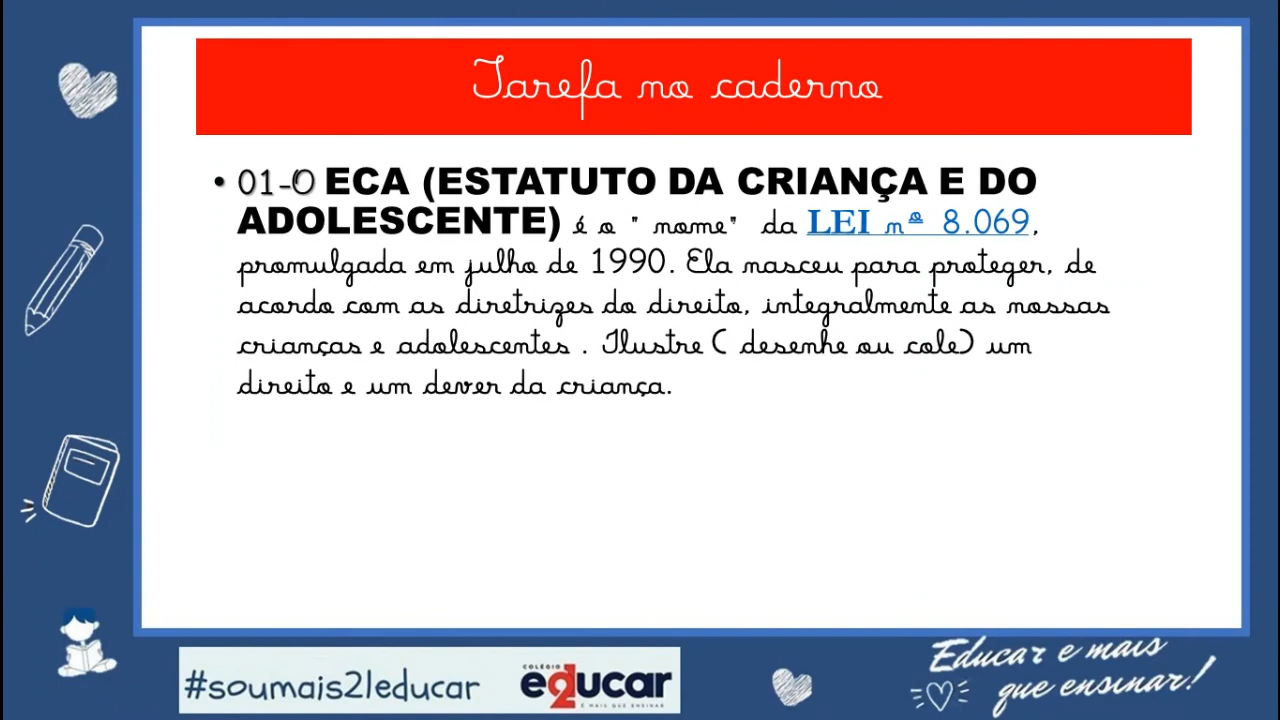 Tarefa no caderno
• 01-O ECA (ESTATUTO DA CRIANÇA E DO
ADOLESCENTE) é o " nome" da LEI nº 8.069,
promulgada em julho de 1990. Ela nasceu para proteger, de
acordo com as diretrizes do direito, integralmente as nossas
crianças e adolescentes . Ilustre ( desenhe ou cole) um
direito e um dever da criança.
#soumais2leducar
COLÉGIO
educar
É MAIS QUE ENSINAR
Educar e mais
que ensinar!